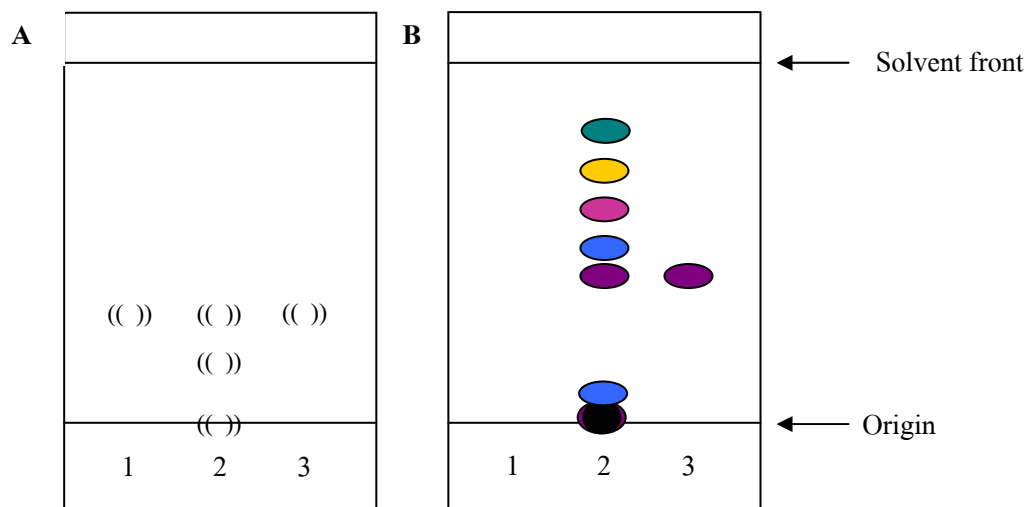 A
B
Solvent front
(( )) (( )) (( ))
(( ))
(( ))
Origin
1 2 3
1 2 3